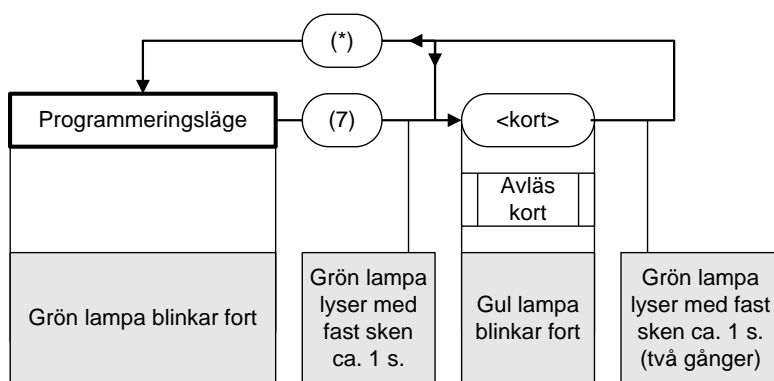 (*)
Programmeringsläge
(7)
<kort>
Avläs
kort
Grön lampa blinkar fort
Grön lampa
lyser med
fast sken
ca. 1 s.
Gul lampa
blinkar fort
Grön lampa
lyser med fast
sken ca. 1 s.
(två gånger)